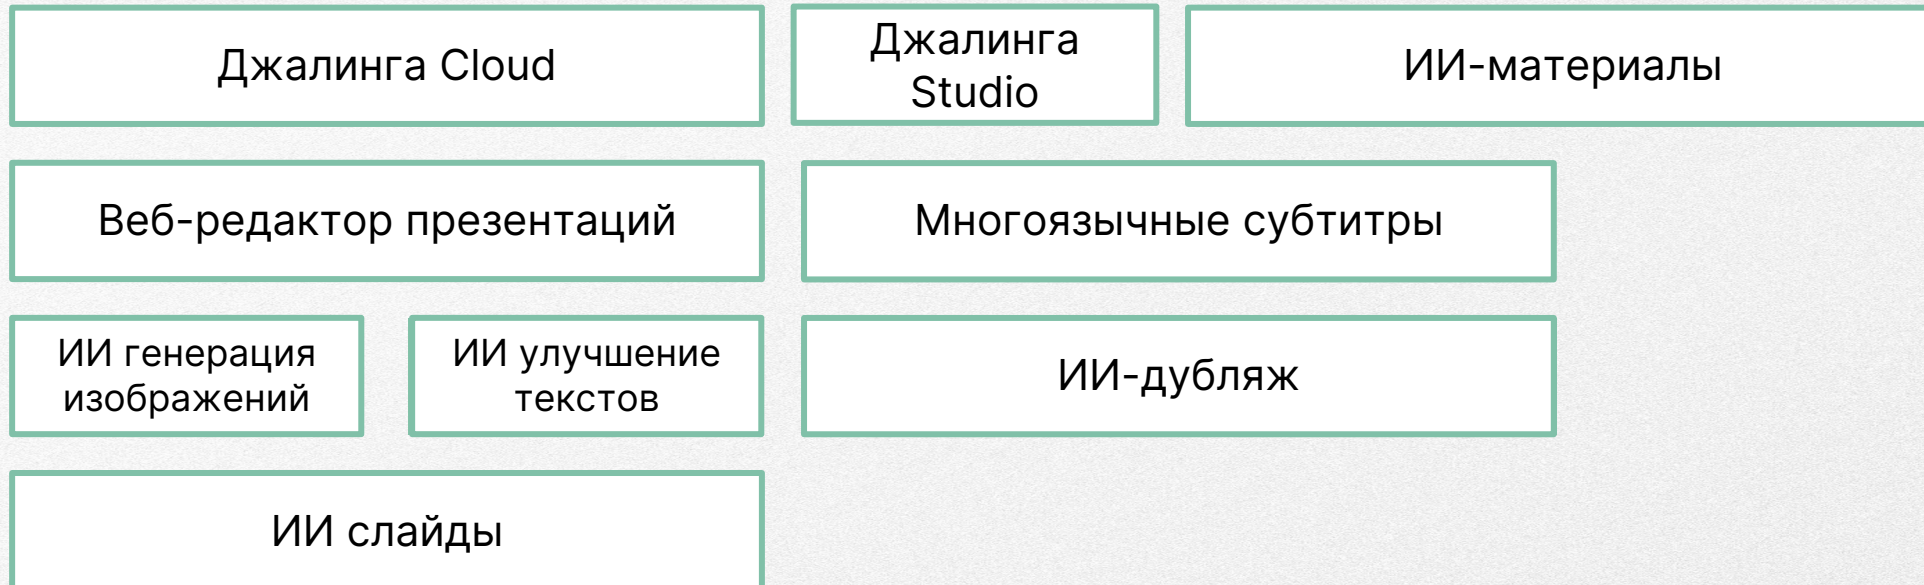 Джалинга Cloud
Джалинга
Studio
ИИ-материалы
Веб-редактор презентаций
Многоязычные субтитры
ИИ генерация
изображений
ИИ улучшение
текстов
ИИ-дубляж
ИИ слайды